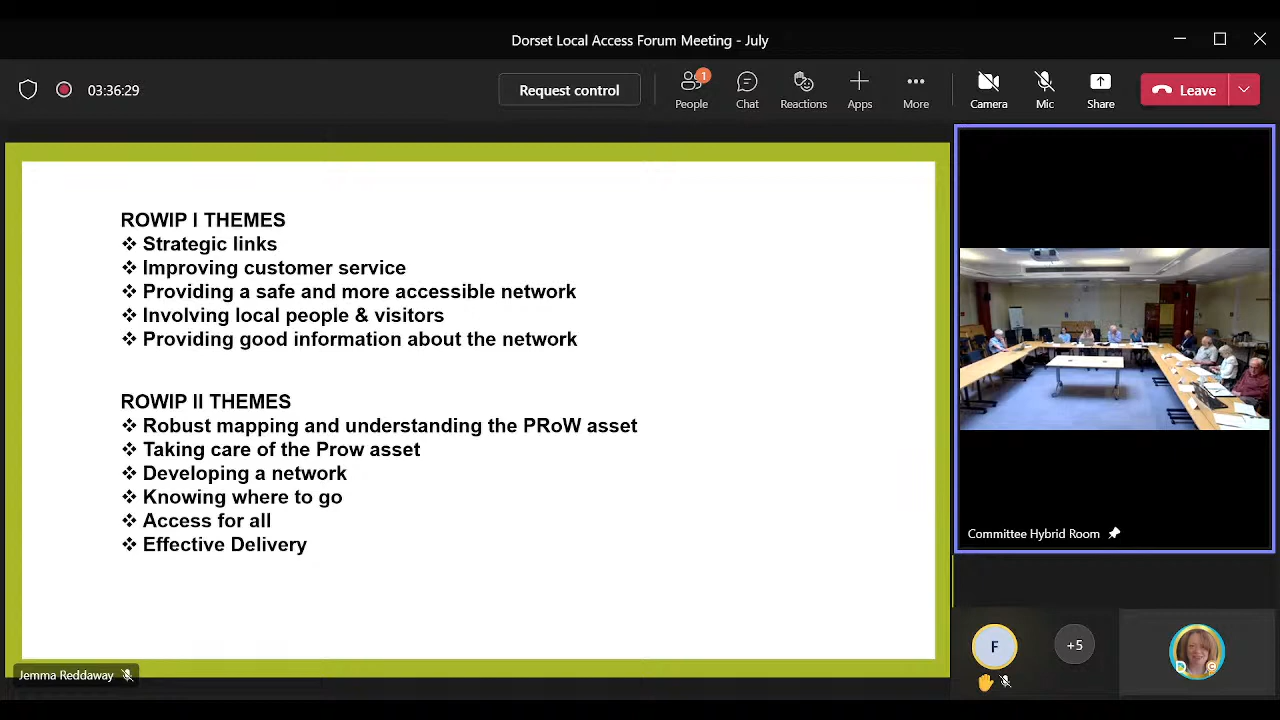 Dorset Local Access Forum Meeting - July
03:36:29
Request control
1
People
Chat
Reactions
Apps
More
Camera
Mic
Share
Leave
ROWIP I THEMES
❖ Strategic links
❖ Improving customer service
❖ Providing a safe and more accessible network
❖ Involving local people & visitors
❖ Providing good information about the network
ROWIP II THEMES
❖ Robust mapping and understanding the PRoW asset
❖ Taking care of the Prow asset
❖ Developing a network
❖ Knowing where to go
❖ Access for all
❖ Effective Delivery
Committee Hybrid Room
Jemma Reddaway
F
+5
D C